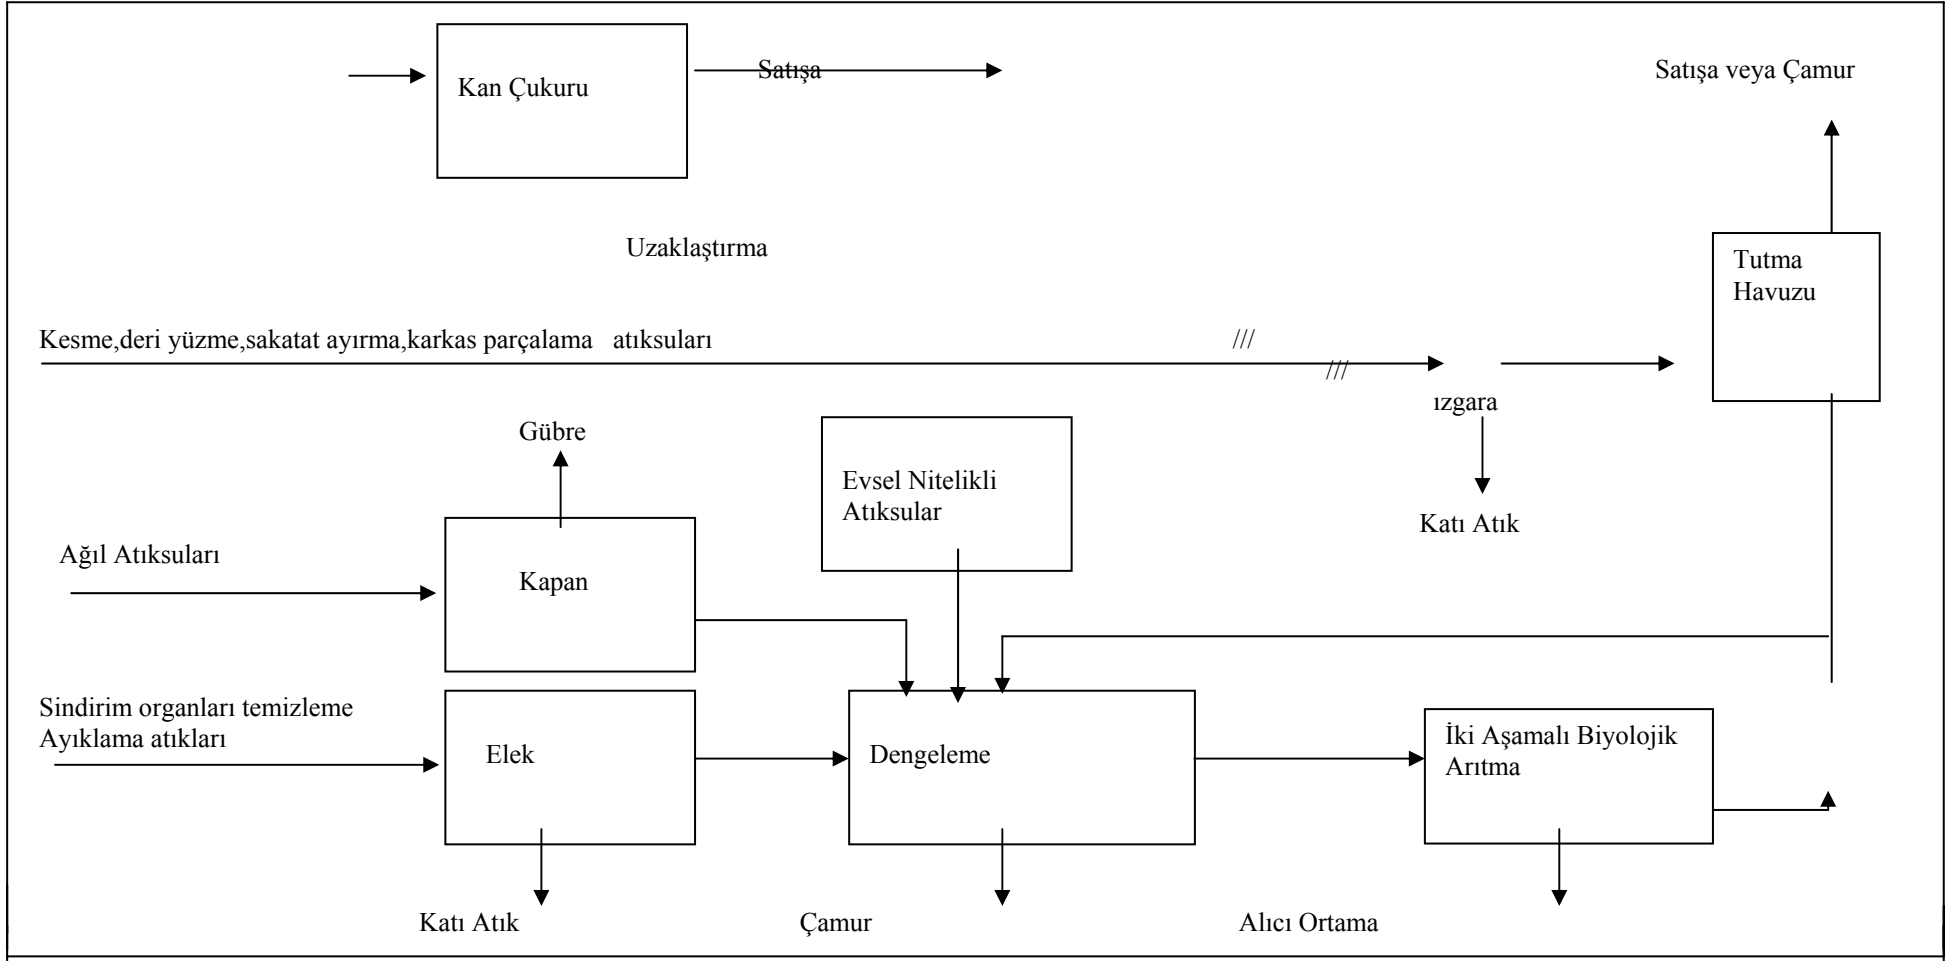 Kan Çukuru
Satışa
Satışa veya Çamur
Uzaklaştırma
Tutma
Havuzu
Kesme,deri yüzme,sakatat ayırma,karkas parçalama atıksuları
///
///
ızgara
Gübre
Evsel Nitelikli
Atıksular
Katı Atık
Ağıl Atıksuları
Kapan
Sindirim organları temizleme
Ayıklama atıkları
Elek
Dengeleme
İki Aşamalı Biyolojik
Arıtma
Katı Atık
Çamur
Alıcı Ortama